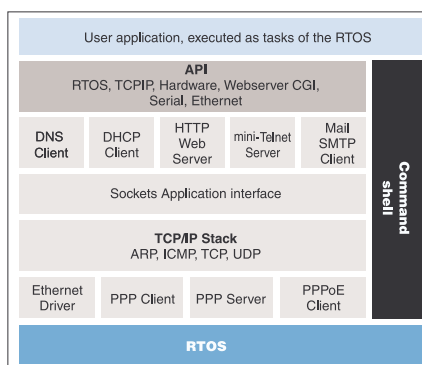 User application, executed as tasks of the RTOS
API
RTOS, TCPIP, Hardware, Webserver CGI,
Serial, Ethernet
DNS
Client
DHCP
Client
HTTP
Web
Server
mini-Telnet
Server
Mail
SMTP
Client
Sockets Application interface
TCP/IP Stack
ARP, ICMP, TCP, UDP
Ethernet
Driver
PPP Client
PPP Server
PPPoE
Client
Command
shell
RTOS